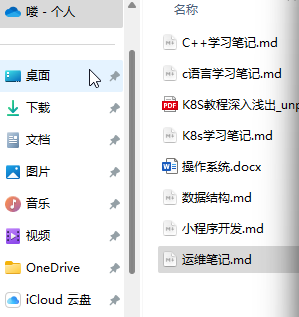 喽 - 个人
桌面
下载
文档
图片
音乐
视频
OneDrive
iCloud 云盘
名称
C++学习笔记.md
c语言学习笔记.md
K8S教程深入浅出_unp
K8s学习笔记.md
操作系统.docx
数据结构.md
小程序开发.md
运维笔记.md